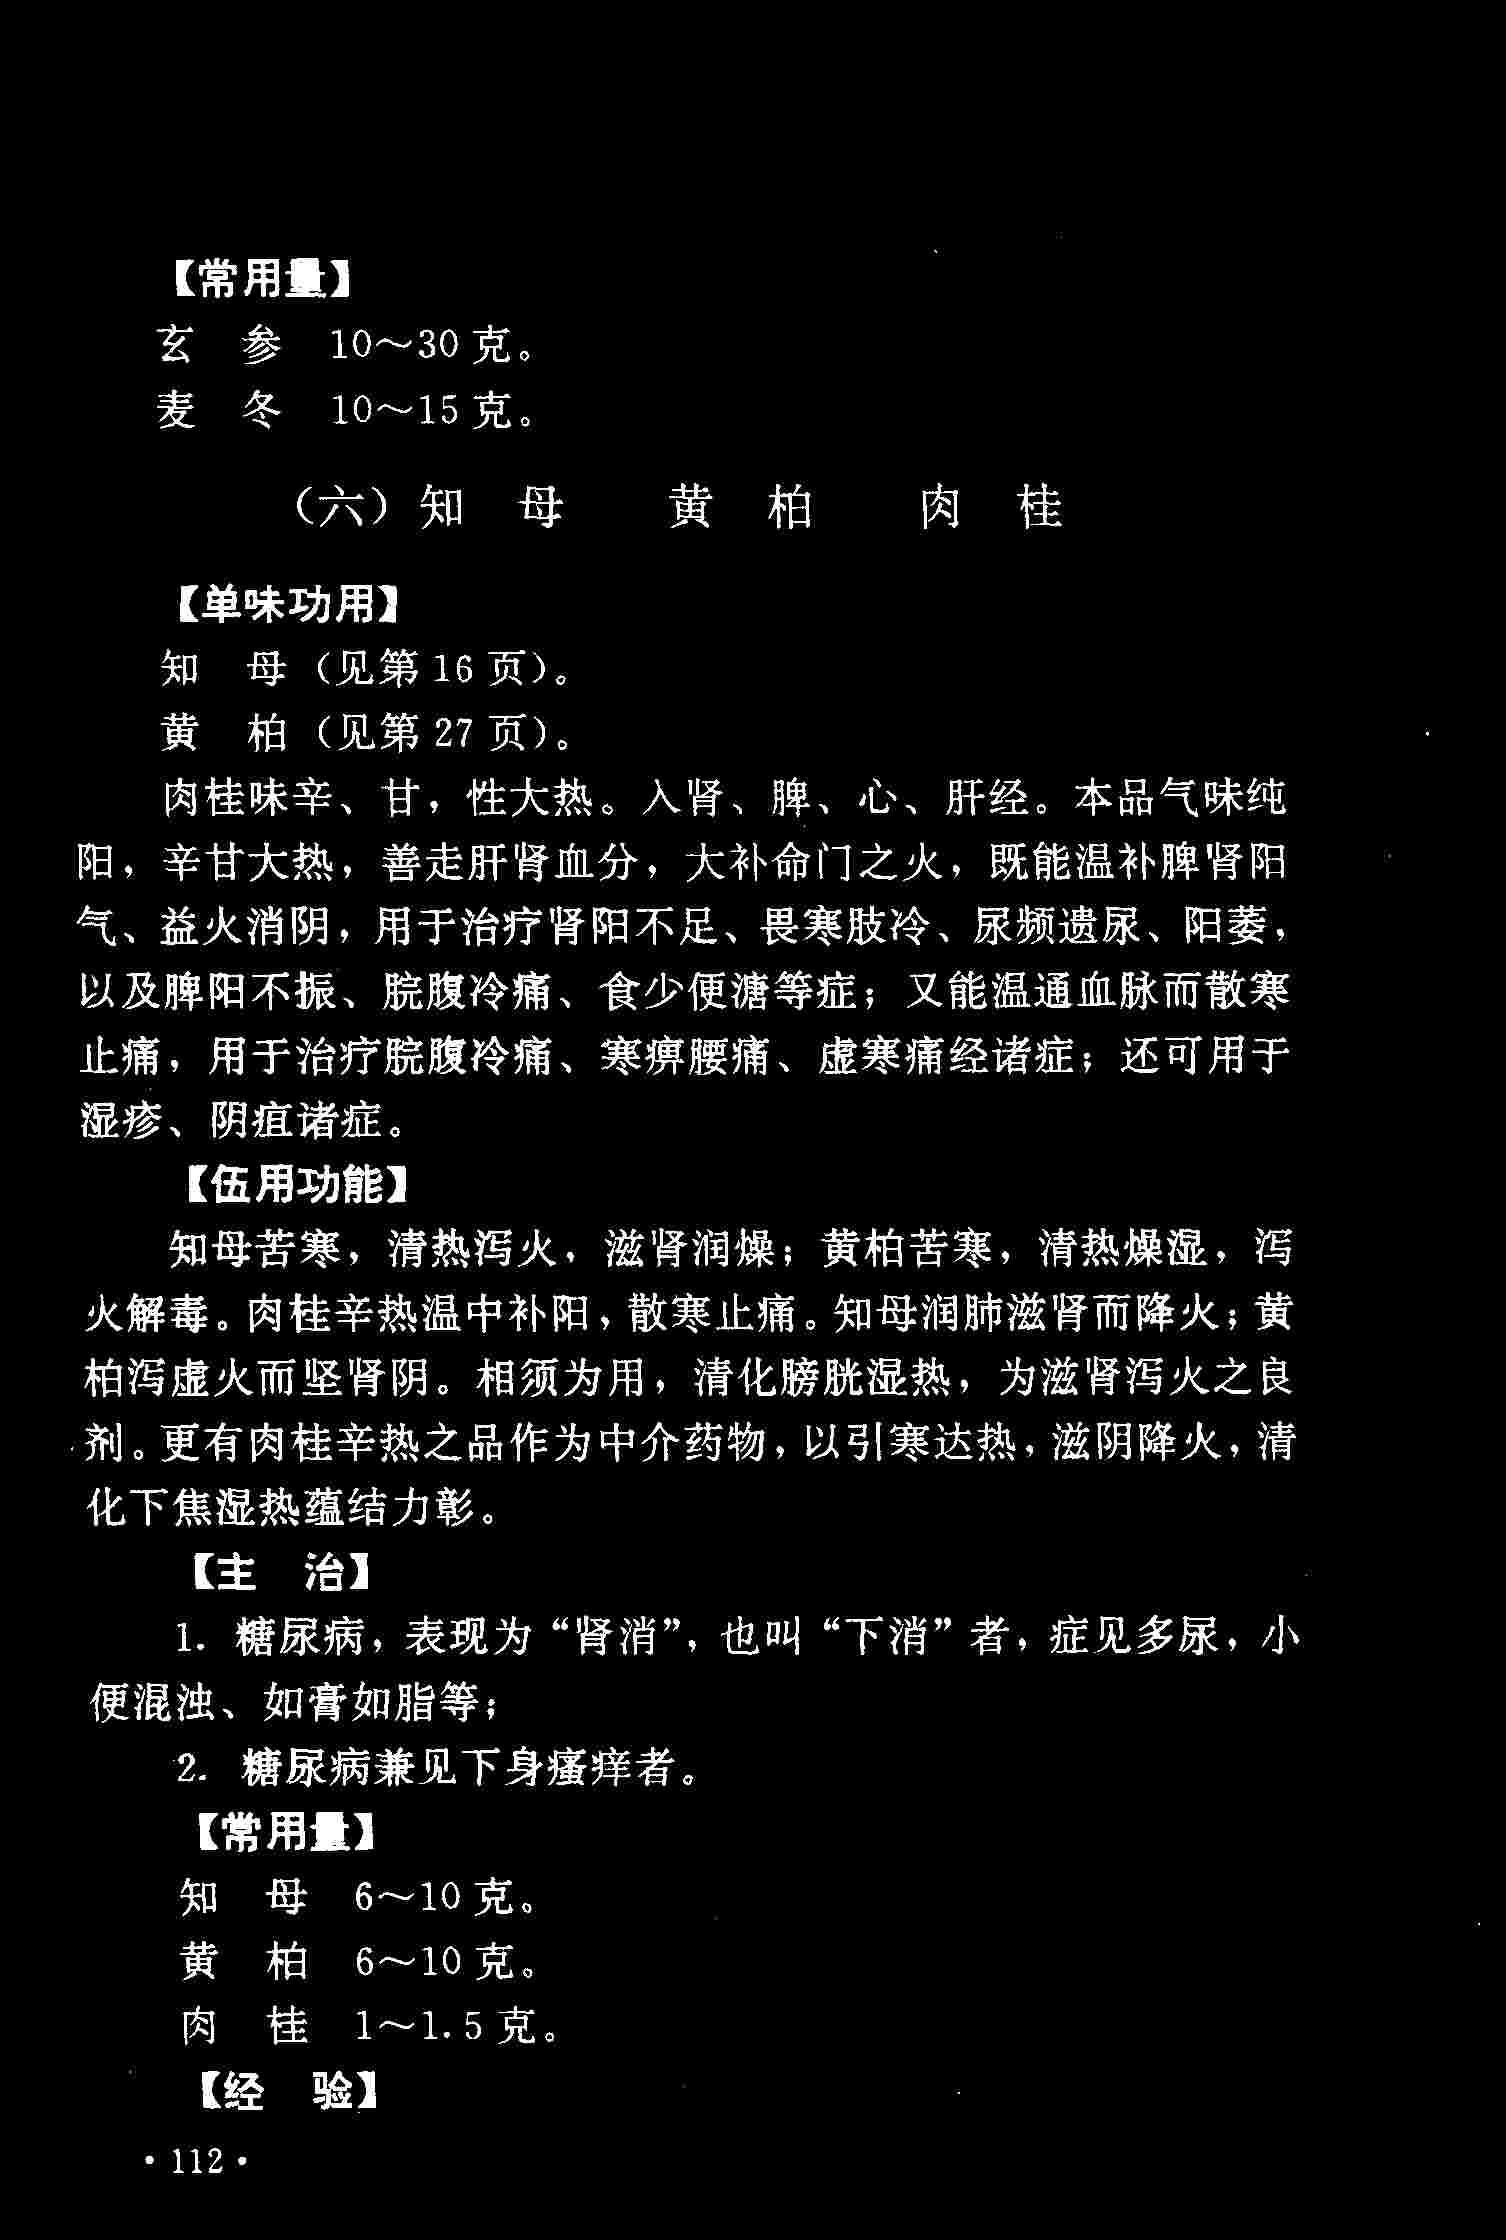 【常用量】
玄　参　10～30克。
麦　冬　10～15克。
（六）知　母　　黄　柏　　肉　桂
【单味功用】
知　母（见第16页）。
黄　柏（见第27页）。
肉桂味辛、甘，性大热。入肾、脾、心、肝经。本品气味纯
阳，辛甘大热，善走肝肾血分，大补命门之火，既能温补脾肾阳
气、益火消阴，用于治疗肾阳不足、畏寒肢冷、尿频遗尿、阳萎，
以及脾阳不振、脘腹冷痛、食少便溏等症；又能温通血脉而散寒
止痛，用于治疗脘腹冷痛、寒痹腰痛、虚寒痛经诸症；还可用于
湿疹、阴疽诸症。
【伍用功能】
知母苦寒，清热泻火，滋肾润燥；黄柏苦寒，清热燥湿，泻
火解毒。肉桂辛热温中补阳，散寒止痛。知母润肺滋肾而降火；黄
柏泻虚火而坚肾阴。相须为用，清化膀胱湿热，为滋肾泻火之良
剂。更有肉桂辛热之品作为中介药物，以引寒达热，滋阴降火，清
化下焦湿热蕴结力彰。
【主　治】
1. 糖尿病，表现为“肾消”，也叫“下消”者，症见多尿，小
便混浊、如膏如脂等；
2. 糖尿病兼见下身瘙痒者。
【常用量】
知　母　6～10克。
黄　柏　6～10克。
肉　桂　1～1.5克。
【经　验】
·112·